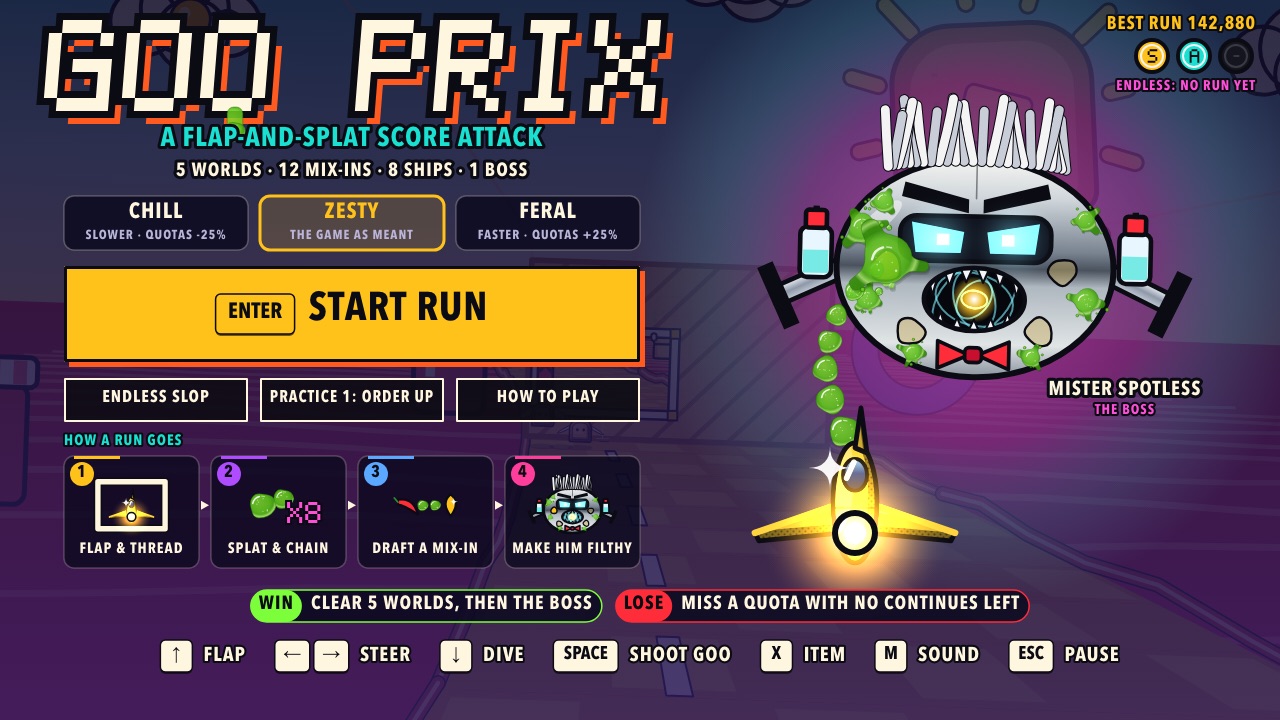 GOO PRIX
A FLAP-AND-SPLAT SCORE ATTACK
5 WORLDS · 12 MIX-INS · 8 SHIPS · 1 BOSS
BEST RUN 142,880
S A -
ENDLESS: NO RUN YET
CHILL
SLOWER · QUOTAS -25%
ZESTY
THE GAME AS MEANT
FERAL
FASTER · QUOTAS +25%
ENTER START RUN
ENDLESS SLOP
PRACTICE 1: ORDER UP
HOW TO PLAY
MISTER SPOTLESS
THE BOSS
HOW A RUN GOES
1
FLAP & THREAD
2
X8
SPLAT & CHAIN
3
DRAFT A MIX-IN
4
MAKE HIM FILTHY
WIN CLEAR 5 WORLDS, THEN THE BOSS
LOSE MISS A QUOTA WITH NO CONTINUES LEFT
↑ FLAP ← → STEER ↓ DIVE SPACE SHOOT GOO X ITEM M SOUND ESC PAUSE